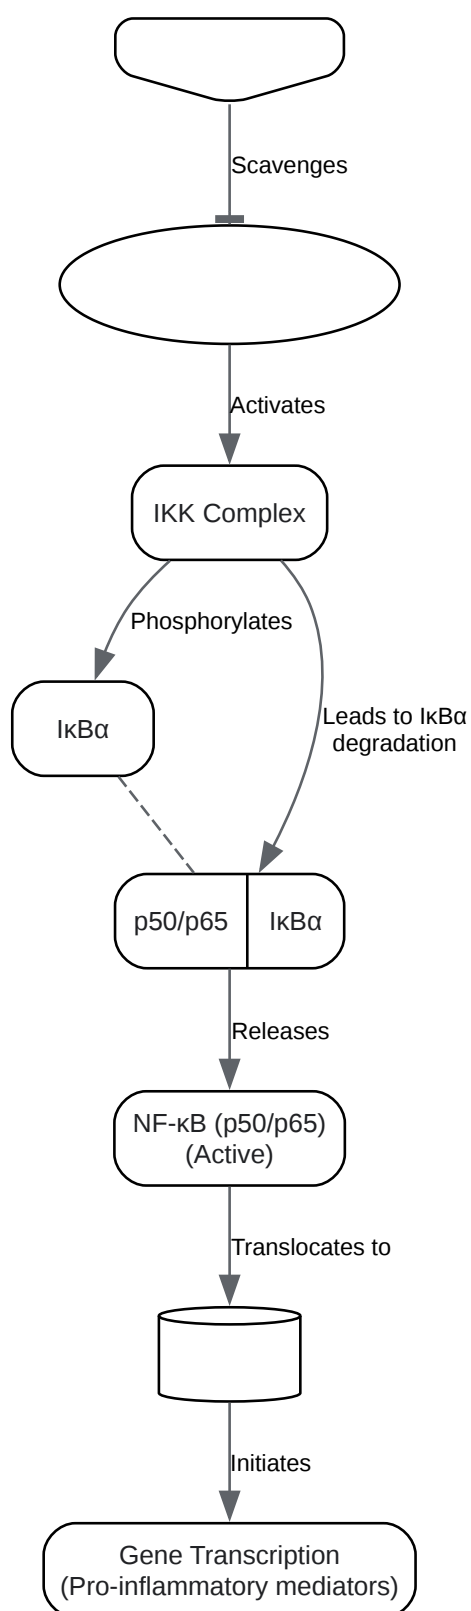 Scavenges
Activates
IKK Complex
Phosphorylates
IκBα
Leads to IκBα
degradation
p50/p65
IκBα
Releases
NF-κB (p50/p65)
(Active)
Translocates to
Initiates
Gene Transcription
(Pro-inflammatory mediators)